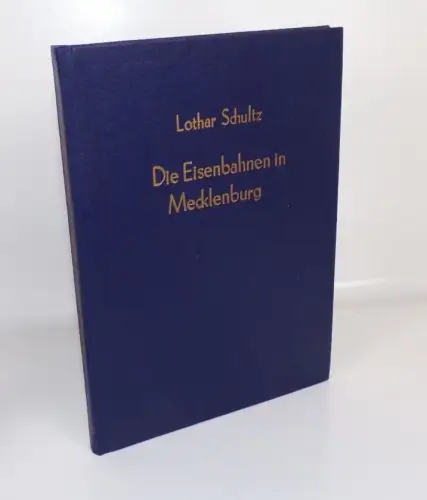 Lothar Schultz
Die Eisenbahnen in
Mecklenburg